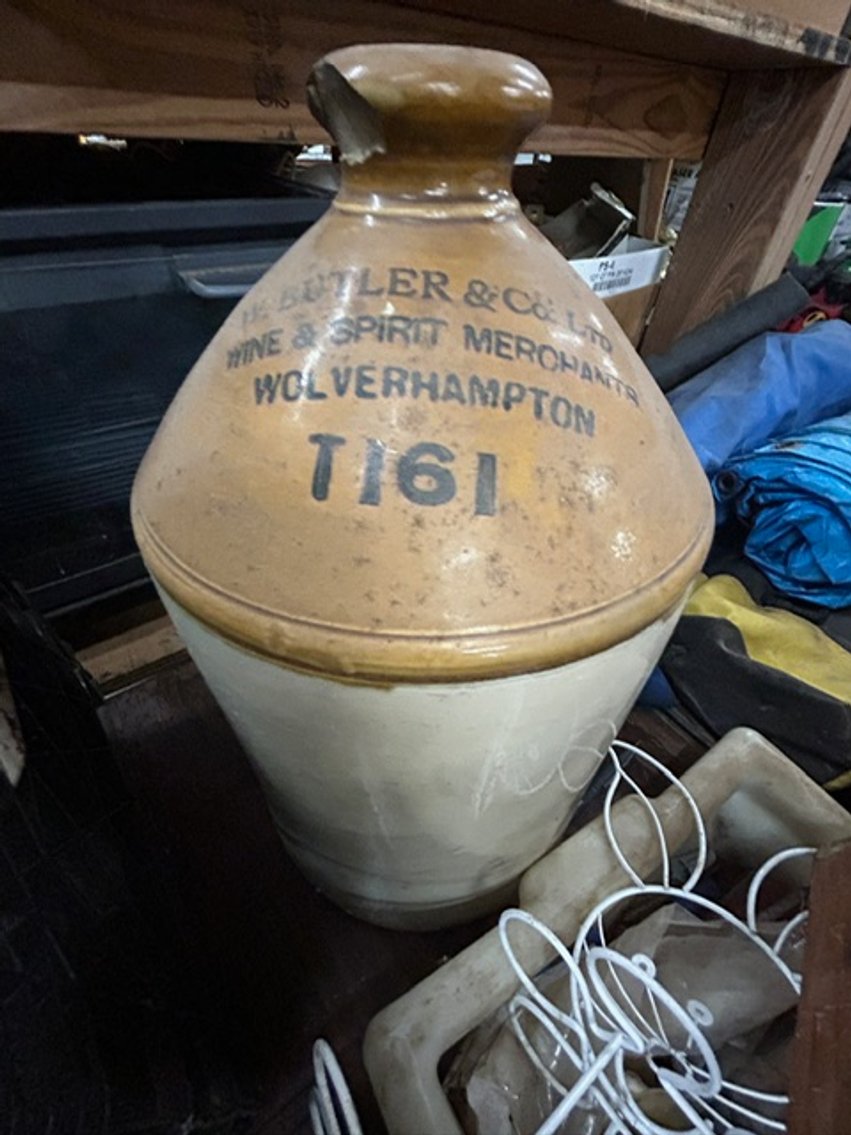 W. BUTLER & Co. LTD
WINE & SPIRIT MERCHANTS
WOLVERHAMPTON
T161